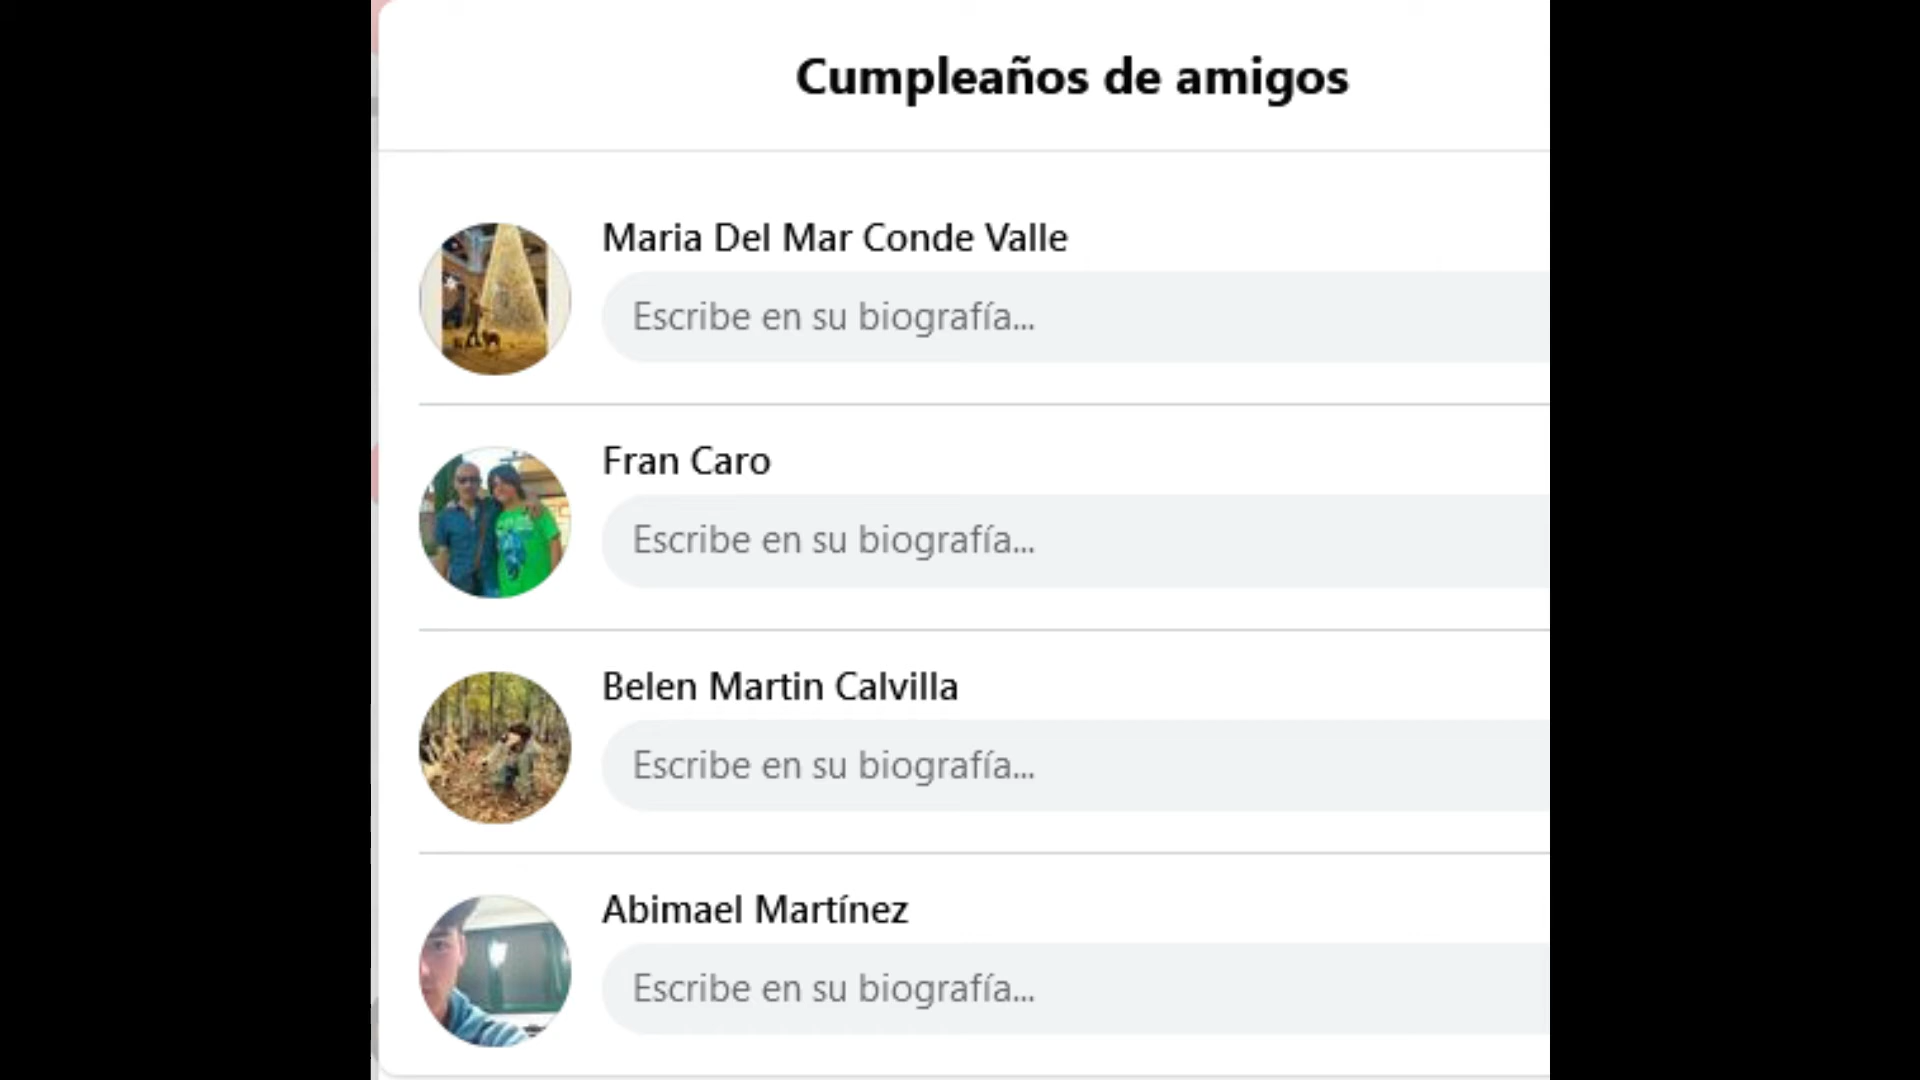 Cumpleaños de amigos
Maria Del Mar Conde Valle
Escribe en su biografía...
Fran Caro
Escribe en su biografía...
Belen Martin Calvilla
Escribe en su biografía...
Abimael Martínez
Escribe en su biografía...